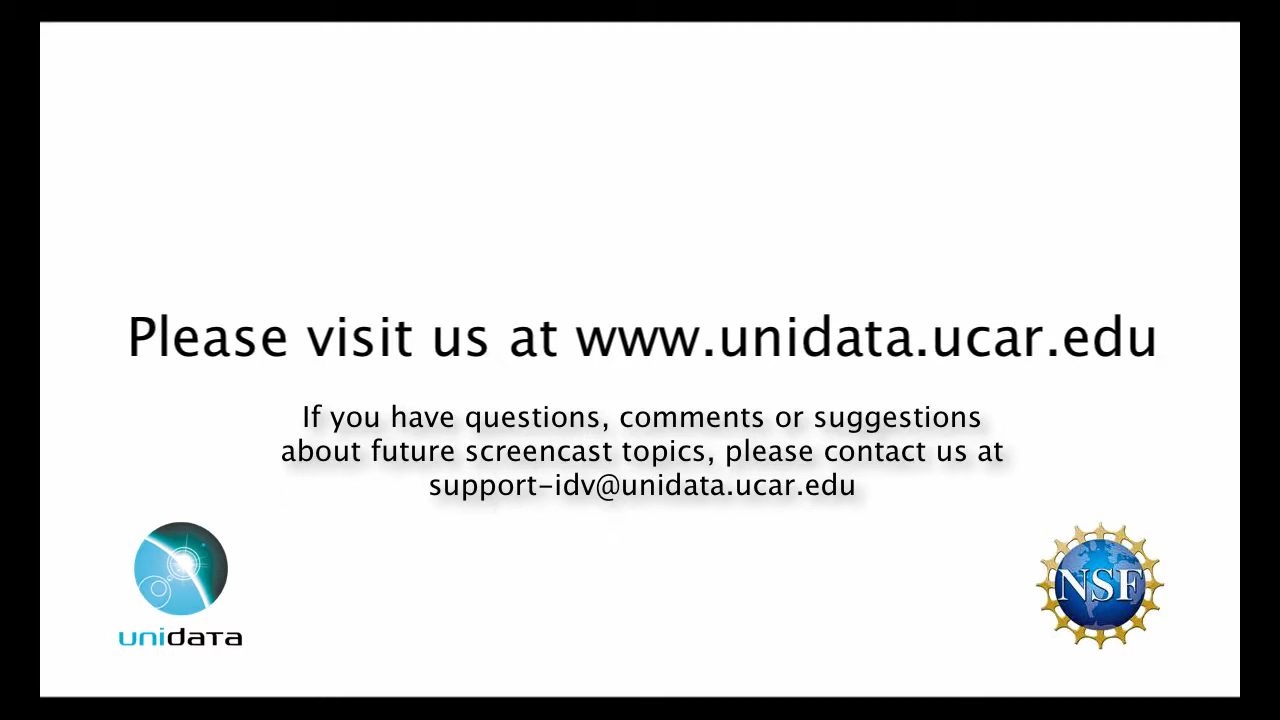 Please visit us at www.unidata.ucar.edu
If you have questions, comments or suggestions
about future screencast topics, please contact us at
support-idv@unidata.ucar.edu
unidata
NSF